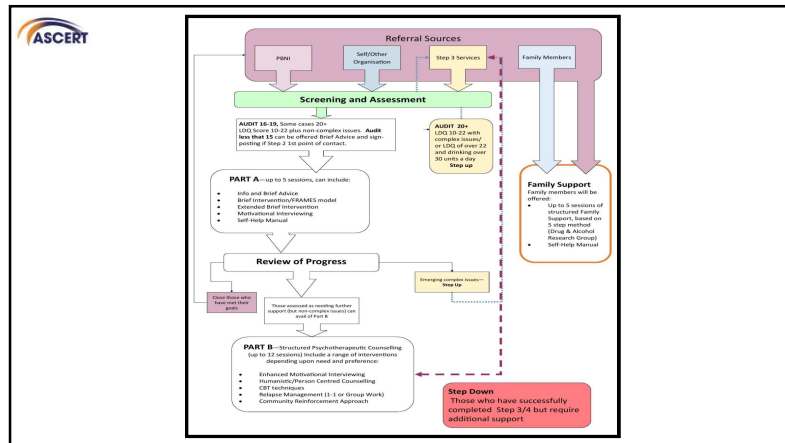 ASCERT
Referral Sources
PBNI
Self/Other
Organisation
Step 3 Services
Family Members
Screening and Assessment
AUDIT 16-19, Some cases 20+
LDQ Score 10-22 plus non-complex issues. Audit
less that 15 can be offered Brief Advice and sign-
posting if Step 2 1st point of contact.
AUDIT 20+
LDQ 10-22 with
complex issues/
or LDQ of over 22
and drinking over
30 units a day
Step up
PART A—up to 5 sessions, can include:
• Info and Brief Advice
• Brief Intervention/FRAMES model
• Extended Brief Intervention
• Motivational Interviewing
• Self-Help Manual
Family Support
Family members will be
offered:
• Up to 5 sessions of
structured Family
Support, based on
5 step method
(Drug & Alcohol
Research Group)
• Self-Help Manual
Review of Progress
Close those who
have met their
goals
Those assessed as needing further
support (but non-complex issues) can
avail of Part B
Emerging complex issues—
Step Up
PART B—Structured Psychotherapeutic Counselling
(up to 12 sessions) Include a range of interventions
depending upon need and preference:
• Enhanced Motivational Interviewing
• Humanistic/Person Centred Counselling
• CBT techniques
• Relapse Management (1-1 or Group Work)
• Community Reinforcement Approach
Step Down
Those who have successfully
completed Step 3/4 but require
additional support